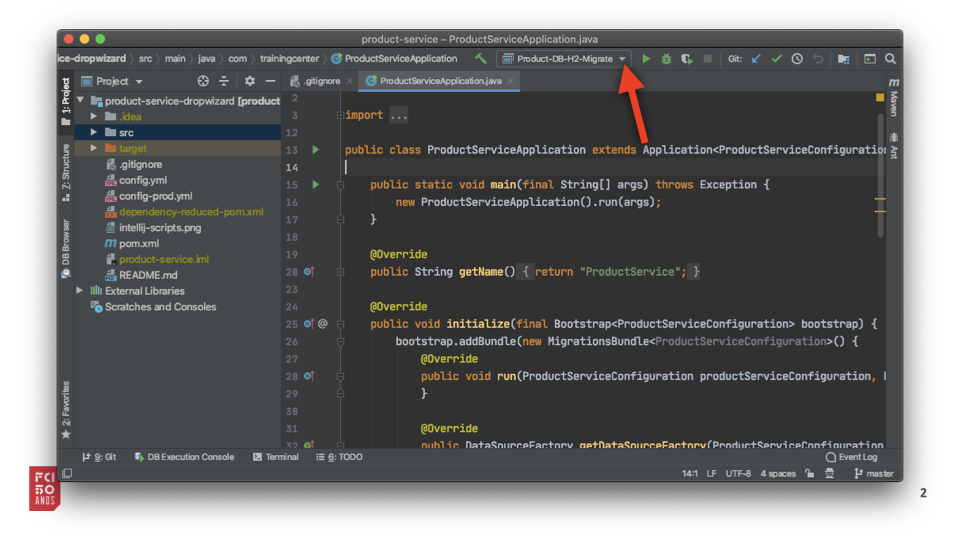 product-service – ProductServiceApplication.java
ice-dropwizard src main java com trainingcenter ProductServiceApplication Product-DB-H2-Migrate Git:
Project .gitignore ProductServiceApplication.java
1: Project
Z: Structure
DB Browser
2: Favorites
product-service-dropwizard [product
.idea
src
target
.gitignore
config.yml
config-prod.yml
dependency-reduced-pom.xml
intellij-scripts.png
pom.xml
product-service.iml
README.md
External Libraries
Scratches and Consoles
2
3 import ...
12
13 public class ProductServiceApplication extends Application<ProductServiceConfiguration
14
15 public static void main(final String[] args) throws Exception {
16 new ProductServiceApplication().run(args);
17 }
18
19 @Override
20 public String getName() { return "ProductService"; }
23
24 @Override
25 @ public void initialize(final Bootstrap<ProductServiceConfiguration> bootstrap) {
26 bootstrap.addBundle(new MigrationsBundle<ProductServiceConfiguration>() {
27 @Override
28 public void run(ProductServiceConfiguration productServiceConfiguration,
29 }
30
31 @Override
32 public DataSourceFactory getDataSourceFactory(ProductServiceConfiguration
Maven
Ant
9: Git DB Execution Console Terminal 6: TODO Event Log
14:1 LF UTF-8 4 spaces master
FCI
BO
ANDS
2